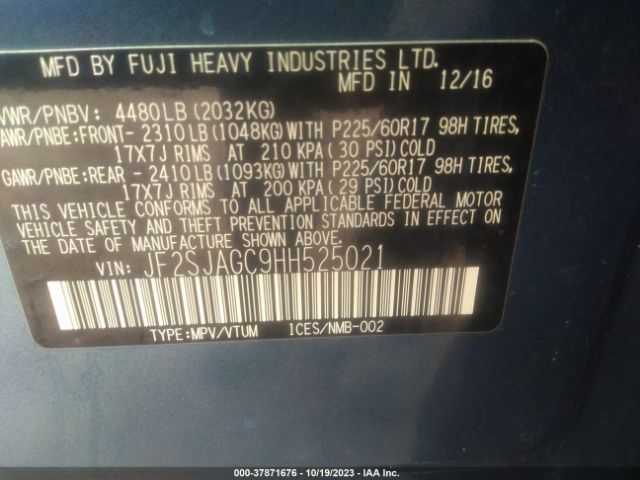 MFD BY FUJI HEAVY INDUSTRIES LTD.
MFD IN 12/16
VWR/PNBV: 4480LB (2032KG)
AWR/PNBE:FRONT- 2310LB (1048KG) WITH P225/60R17 98H TIRES,
17X7J RIMS AT 210 KPA (30 PSI) COLD
GAWR/PNBE:REAR - 2410LB (1093KG) WITH P225/60R17 98H TIRES,
17X7J RIMS AT 200 KPA (29 PSI) COLD
THIS VEHICLE CONFORMS TO ALL APPLICABLE FEDERAL MOTOR
VEHICLE SAFETY AND THEFT PREVENTION STANDARDS IN EFFECT ON
THE DATE OF MANUFACTURE SHOWN ABOVE.
VIN: JF2SJAGC9HH525021
TYPE:MPV/VTUM ICES/NMB-002
000-37871676 - 10/19/2023 - IAA Inc.